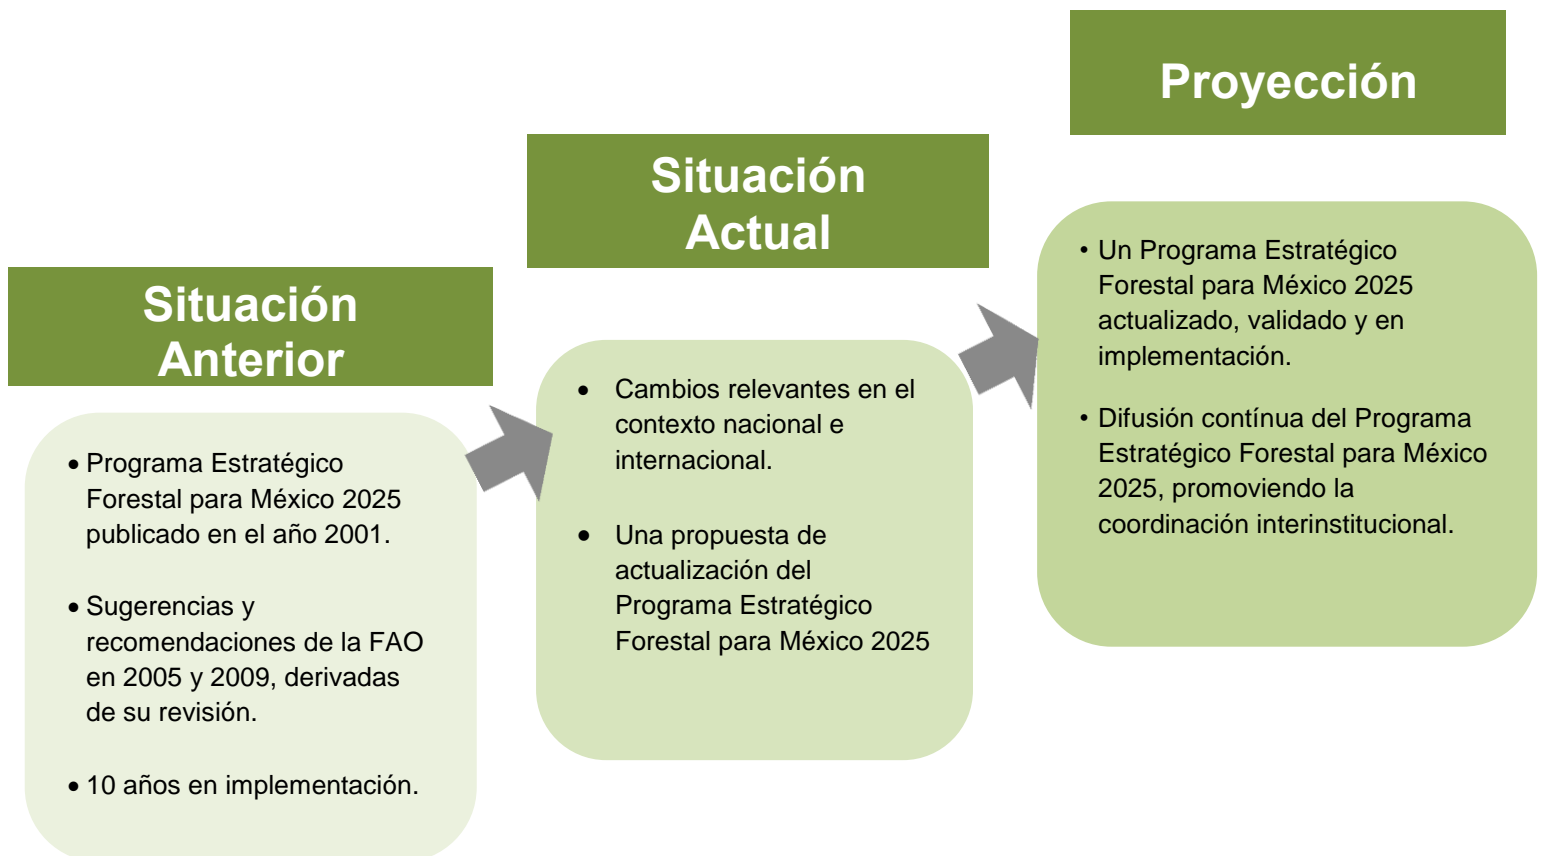 Situación
Anterior
• Programa Estratégico
Forestal para México 2025
publicado en el año 2001.
• Sugerencias y
recomendaciones de la FAO
en 2005 y 2009, derivadas
de su revisión.
• 10 años en implementación.
Situación
Actual
• Cambios relevantes en el
contexto nacional e
internacional.
• Una propuesta de
actualización del
Programa Estratégico
Forestal para México 2025
Proyección
• Un Programa Estratégico
Forestal para México 2025
actualizado, validado y en
implementación.
• Difusión contínua del Programa
Estratégico Forestal para México
2025, promoviendo la
coordinación interinstitucional.